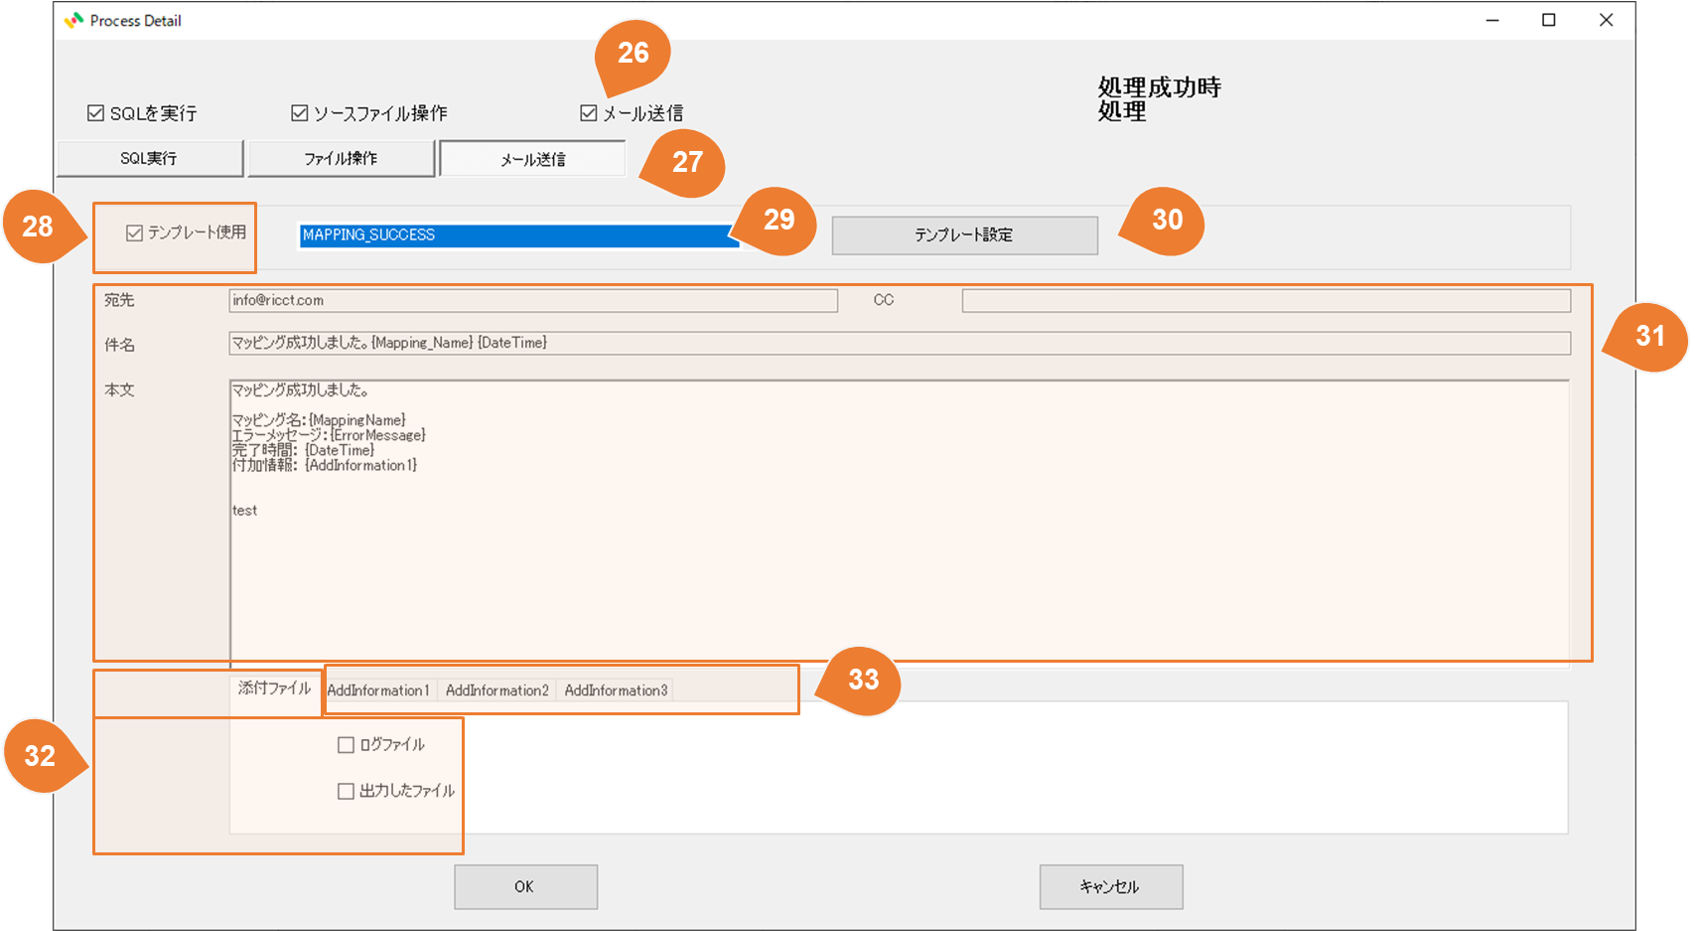 Process Detail
26
処理成功時
処理
SQLを実行
ソースファイル操作
メール送信
SQL実行
ファイル操作
メール送信
27
28
テンプレート使用
MAPPING_SUCCESS
29
テンプレート設定
30
宛先
info@ricct.com
CC
31
件名
マッピング成功しました。{Mapping_Name} {DateTime}
本文
マッピング成功しました。
マッピング名：{MappingName}
エラーメッセージ：{ErrorMessage}
完了時間： {DateTime}
付加情報： {AddInformation1}
test
33
添付ファイル
AddInformation1
AddInformation2
AddInformation3
32
ログファイル
出力したファイル
OK
キャンセル